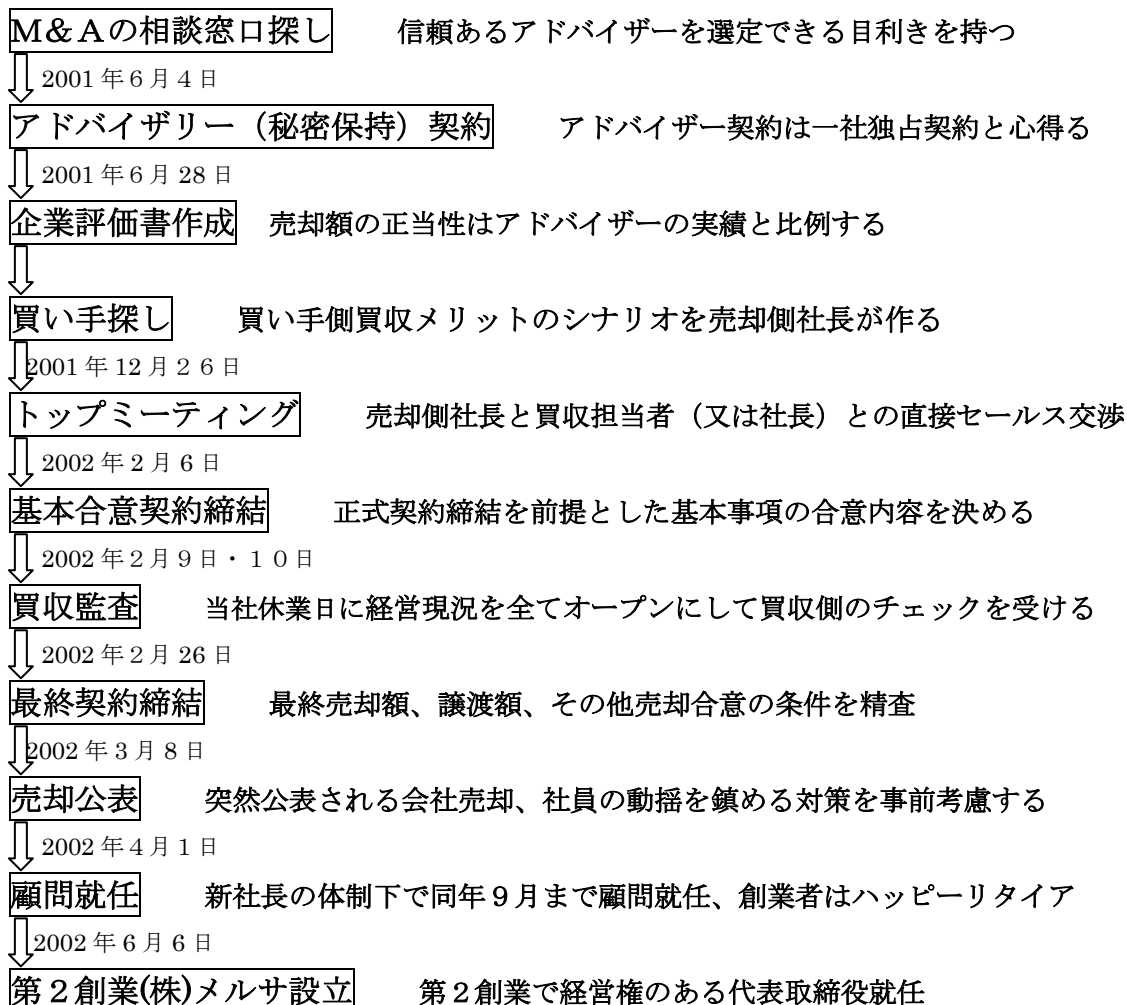 M&Aの相談窓口探し 信頼あるアドバイザーを選定できる目利きを持つ
2001年6月4日
アドバイザリー（秘密保持）契約 アドバイザー契約は一社独占契約と心得る
2001年6月28日
企業評価書作成 売却額の正当性はアドバイザーの実績と比例する
買い手探し 買い手側買収メリットのシナリオを売却側社長が作る
2001年12月２６日
トップミーティング 売却側社長と買収担当者（又は社長）との直接セールス交渉
2002年2月6日
基本合意契約締結 正式契約締結を前提とした基本事項の合意内容を決める
2002年２月９日・１０日
買収監査 当社休業日に経営現況を全てオープンにして買収側のチェックを受ける
2002年２月26日
最終契約締結 最終売却額、譲渡額、その他売却合意の条件を精査
2002年3月8日
売却公表 突然公表される会社売却、社員の動揺を鎮める対策を事前考慮する
2002年４月１日
顧問就任 新社長の体制下で同年９月まで顧問就任、創業者はハッピーリタイア
2002年6月6日
第２創業(株)メルサ設立 第２創業で経営権のある代表取締役就任